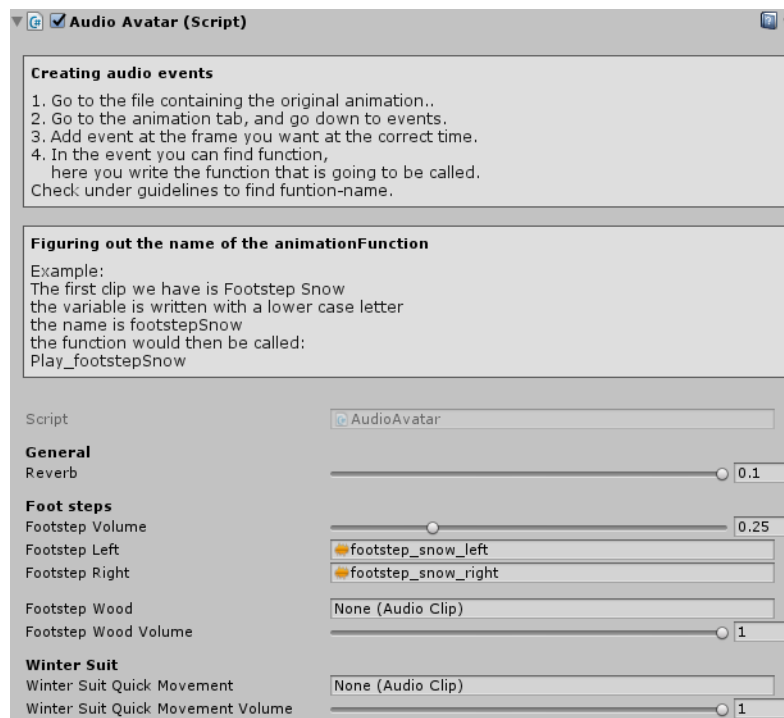 Audio Avatar (Script)
Creating audio events
1. Go to the file containing the original animation..
2. Go to the animation tab, and go down to events.
3. Add event at the frame you want at the correct time.
4. In the event you can find function,
here you write the function that is going to be called.
Check under guidelines to find funtion-name.
Figuring out the name of the animationFunction
Example:
The first clip we have is Footstep Snow
the variable is written with a lower case letter
the name is footstepSnow
the function would then be called:
Play_footstepSnow
Script AudioAvatar
General
Reverb 0.1
Foot steps
Footstep Volume 0.25
Footstep Left footstep_snow_left
Footstep Right footstep_snow_right
Footstep Wood None (Audio Clip)
Footstep Wood Volume 1
Winter Suit
Winter Suit Quick Movement None (Audio Clip)
Winter Suit Quick Movement Volume 1